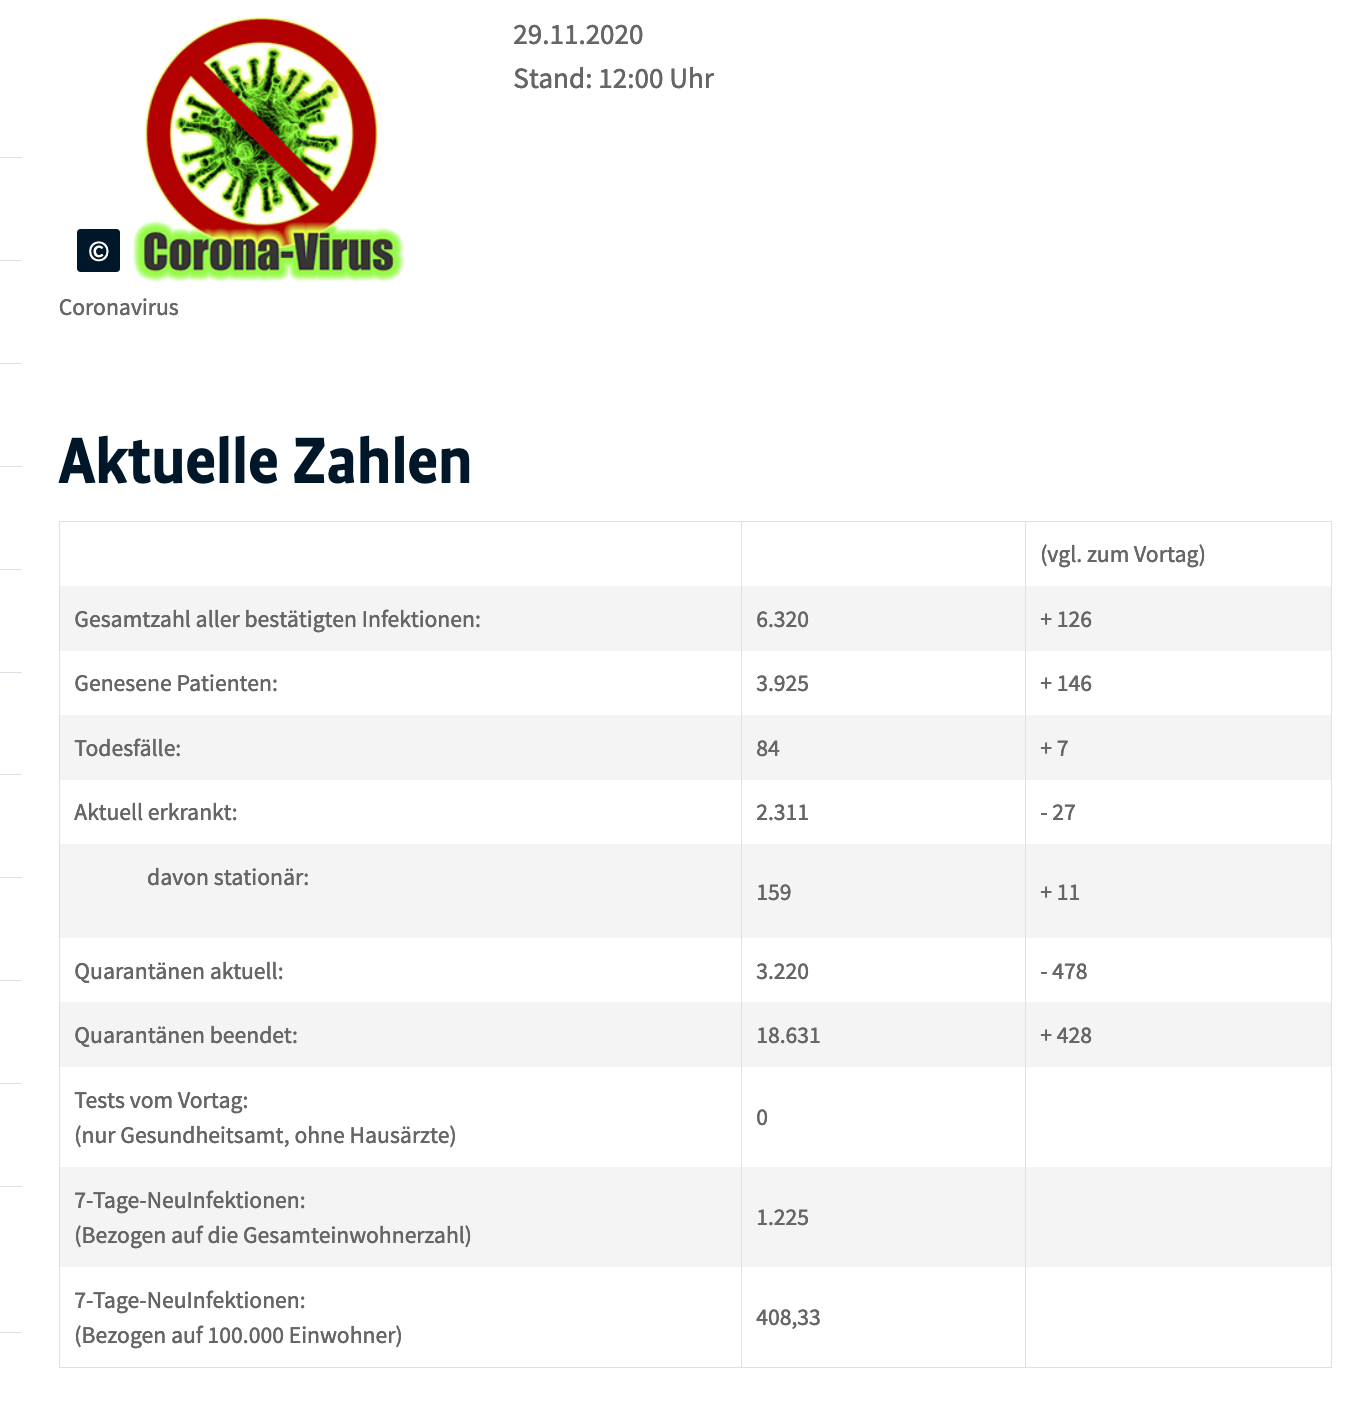 29.11.2020
Stand: 12:00 Uhr
Corona-Virus
©
Coronavirus
Aktuelle Zahlen
(vgl. zum Vortag)
Gesamtzahl aller bestätigten Infektionen: 6.320 + 126
Genesene Patienten: 3.925 + 146
Todesfälle: 84 + 7
Aktuell erkrankt: 2.311 - 27
davon stationär: 159 + 11
Quarantänen aktuell: 3.220 - 478
Quarantänen beendet: 18.631 + 428
Tests vom Vortag:
(nur Gesundheitsamt, ohne Hausärzte) 0
7-Tage-NeuInfektionen:
(Bezogen auf die Gesamteinwohnerzahl) 1.225
7-Tage-NeuInfektionen:
(Bezogen auf 100.000 Einwohner) 408,33